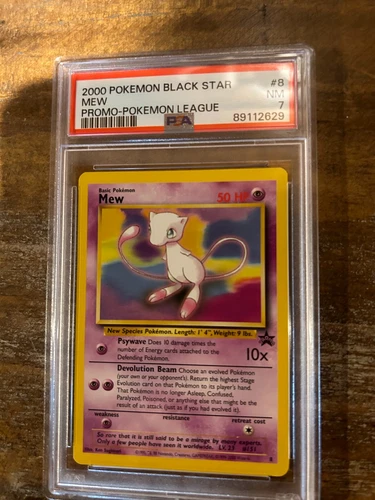 2000 POKEMON BLACK STAR #8
MEW NM
PROMO-POKEMON LEAGUE 7
PSA 89112629
Basic Pokémon
Mew 50 HP
New Species Pokémon. Length: 1' 4", Weight: 9 lbs.
Psywave Does 10 damage times the
number of Energy cards attached to the
Defending Pokémon.
10x
Devolution Beam Choose an evolved Pokémon
(your own or your opponent's). Return the highest Stage
Evolution card on that Pokémon to its player's hand.
That Pokémon is no longer Asleep, Confused,
Paralyzed, Poisoned, or anything else that might be
the result of an attack (just as if you had evolved it).
weakness resistance retreat cost
So rare that it is still said to be a mirage by many experts.
Only a few people have seen it worldwide. LV. 23 #151
8